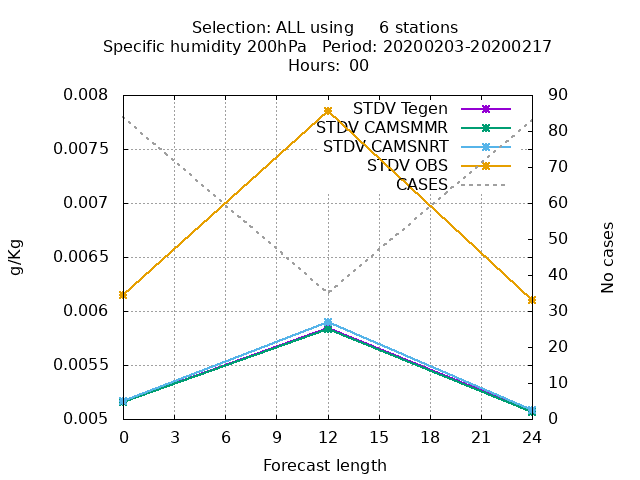 Selection: ALL using     6 stations
Specific humidity 200hPa   Period: 20200203-20200217
Hours: 00
STDV Tegen
STDV CAMSMMR
STDV CAMSNRT
STDV OBS
CASES
g/Kg
0.008
0.0075
0.007
0.0065
0.006
0.0055
0.005
No cases
90
80
70
60
50
40
30
20
10
0
0 3 6 9 12 15 18 21 24
Forecast length